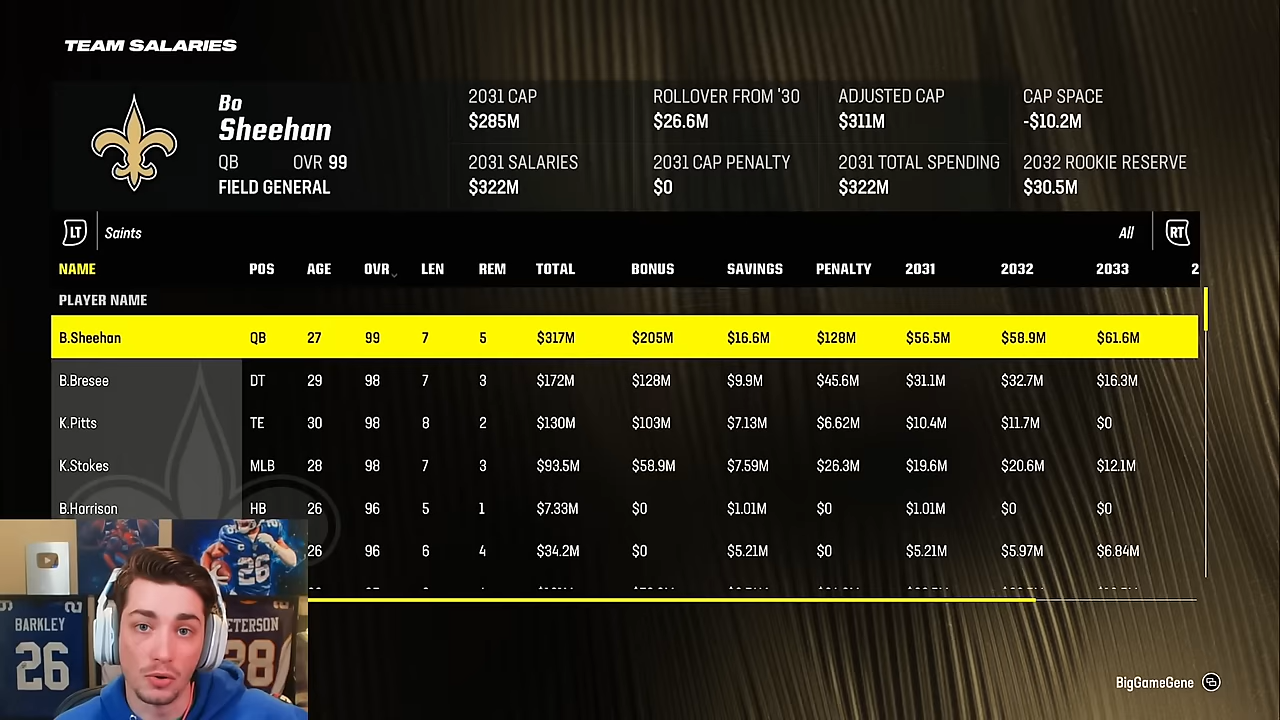 TEAM SALARIES
Bo
Sheehan
QB OVR 99
FIELD GENERAL
2031 CAP ROLLOVER FROM '30 ADJUSTED CAP CAP SPACE
$285M $26.6M $311M -$10.2M
2031 SALARIES 2031 CAP PENALTY 2031 TOTAL SPENDING 2032 ROOKIE RESERVE
$322M $0 $322M $30.5M
LT Saints All RT
NAME POS AGE OVR LEN REM TOTAL BONUS SAVINGS PENALTY 2031 2032 2033 2
PLAYER NAME
B.Sheehan QB 27 99 7 5 $317M $205M $16.6M $128M $56.5M $58.9M $61.6M
B.Bresee DT 29 98 7 3 $172M $128M $9.9M $45.6M $31.1M $32.7M $16.3M
K.Pitts TE 30 98 8 2 $130M $103M $7.13M $6.62M $10.4M $11.7M $0
K.Stokes MLB 28 98 7 3 $93.5M $58.9M $7.59M $26.3M $19.6M $20.6M $12.1M
B.Harrison HB 26 96 5 1 $7.33M $0 $1.01M $0 $1.01M $0 $0
26 96 6 4 $34.2M $0 $5.21M $0 $5.21M $5.97M $6.84M
26
BARKLEY
26
ETERSON
28
BigGameGene